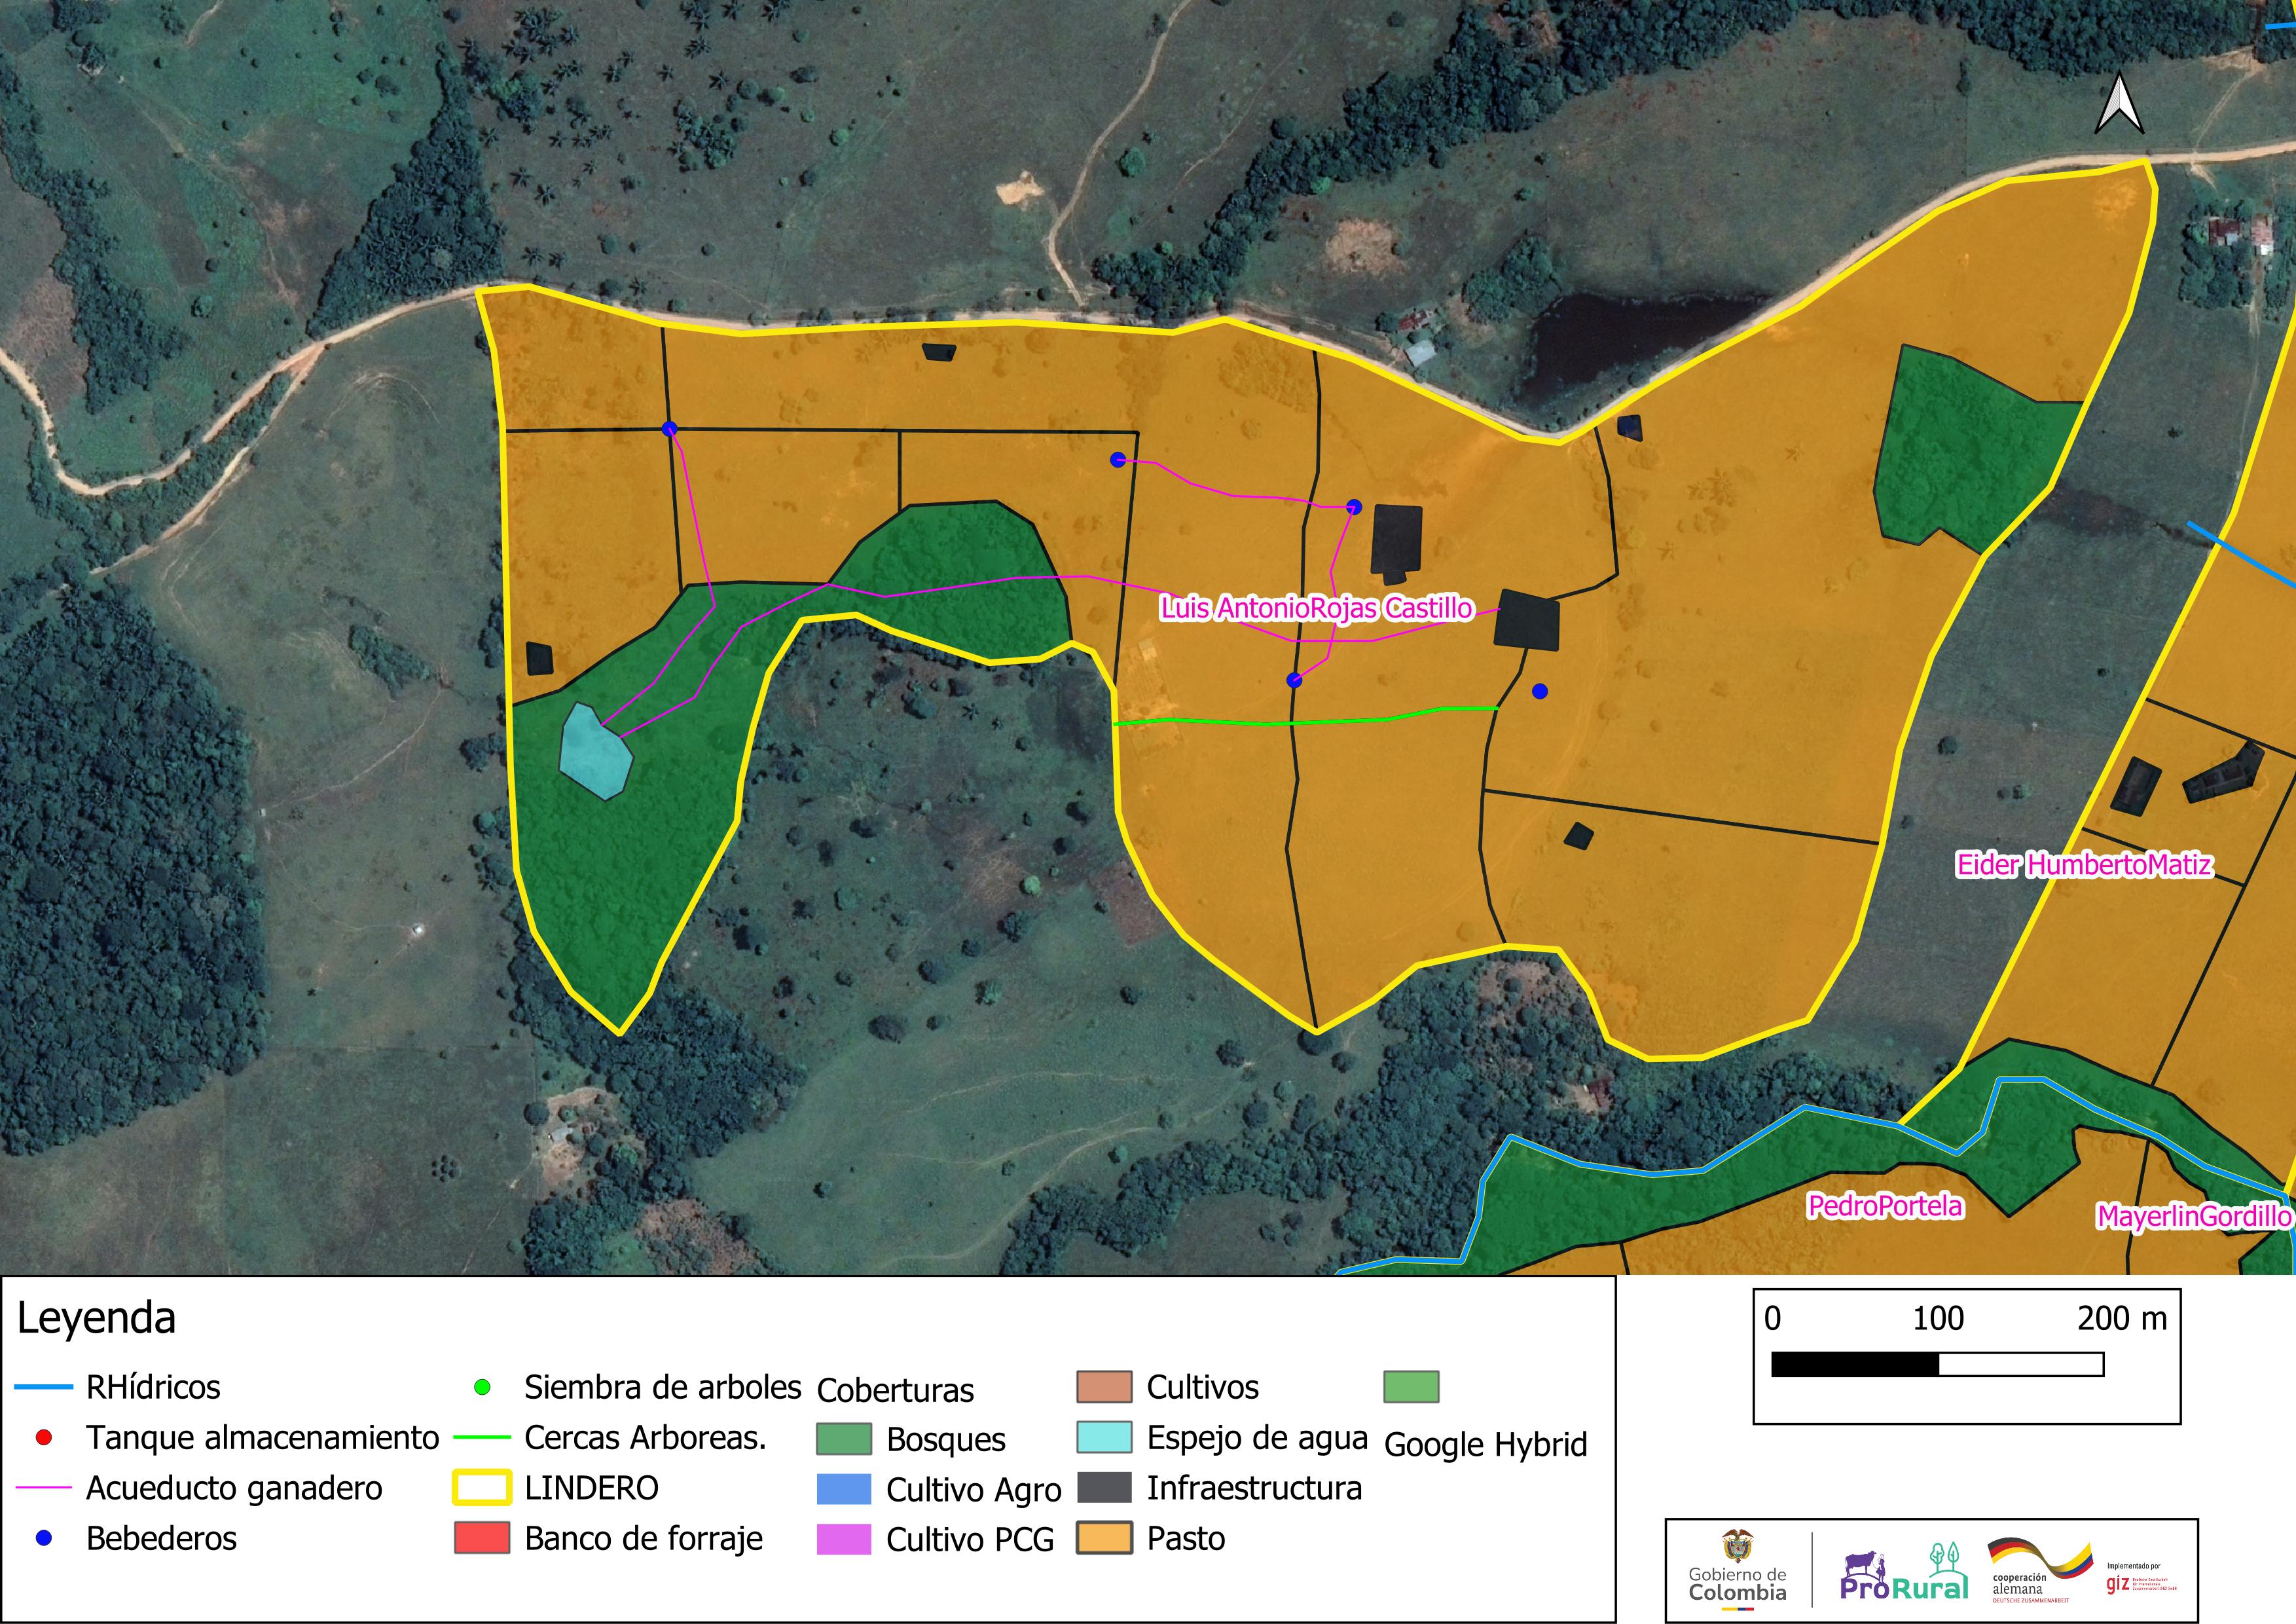 Luis AntonioRojas Castillo
Eider HumbertoMatiz
PedroPortela
MayerlinGordillo
Leyenda
RHídricos
Tanque almacenamiento
Acueducto ganadero
Bebederos
Siembra de arboles
Cercas Arboreas.
LINDERO
Banco de forraje
Coberturas
Bosques
Cultivo Agro
Cultivo PCG
Cultivos
Espejo de agua
Infraestructura
Pasto
Google Hybrid
0 100 200 m
Gobierno de
Colombia
ProRural
cooperación
alemana
DEUTSCHE ZUSAMMENARBEIT
Implementado por
giz